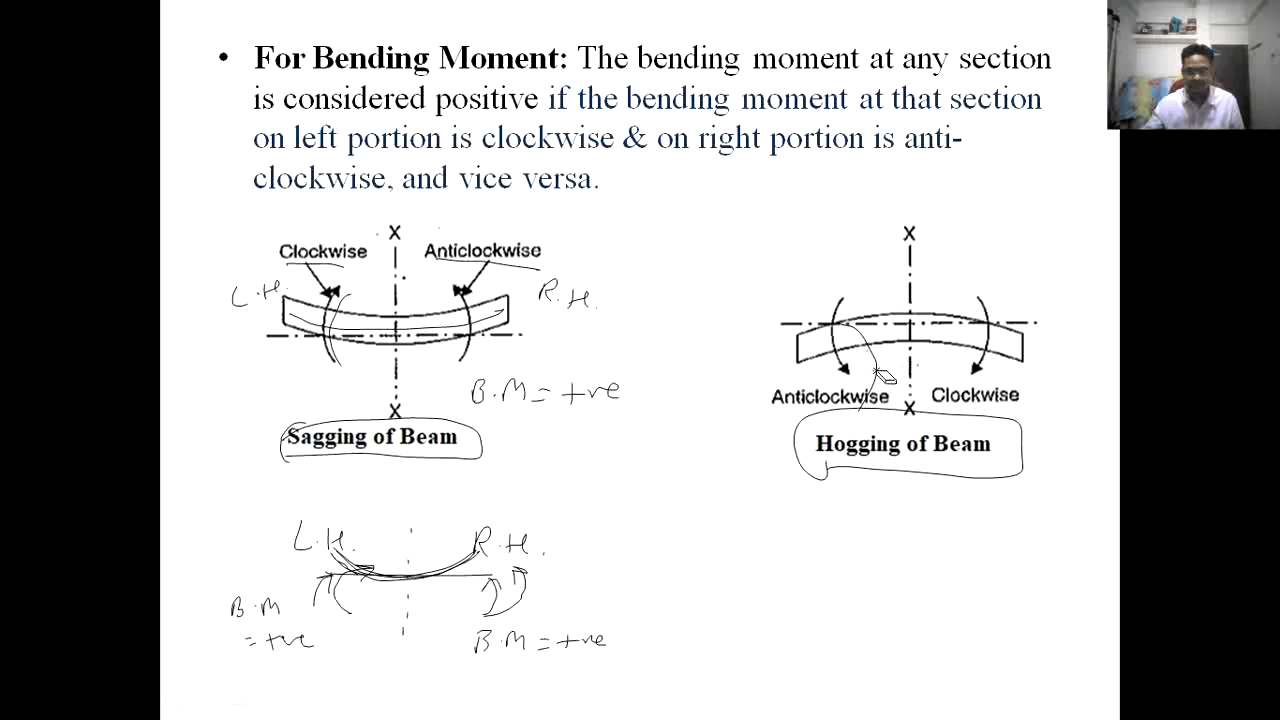 • For Bending Moment: The bending moment at any section
is considered positive if the bending moment at that section
on left portion is clockwise & on right portion is anti-
clockwise, and vice versa.
X
Clockwise
Anticlockwise
L.H.
R.H.
B.M = +ve
X
Sagging of Beam
X
Anticlockwise
Clockwise
X
Hogging of Beam
L.H.
R.H.
B.M
= +ve
B.M = +ve